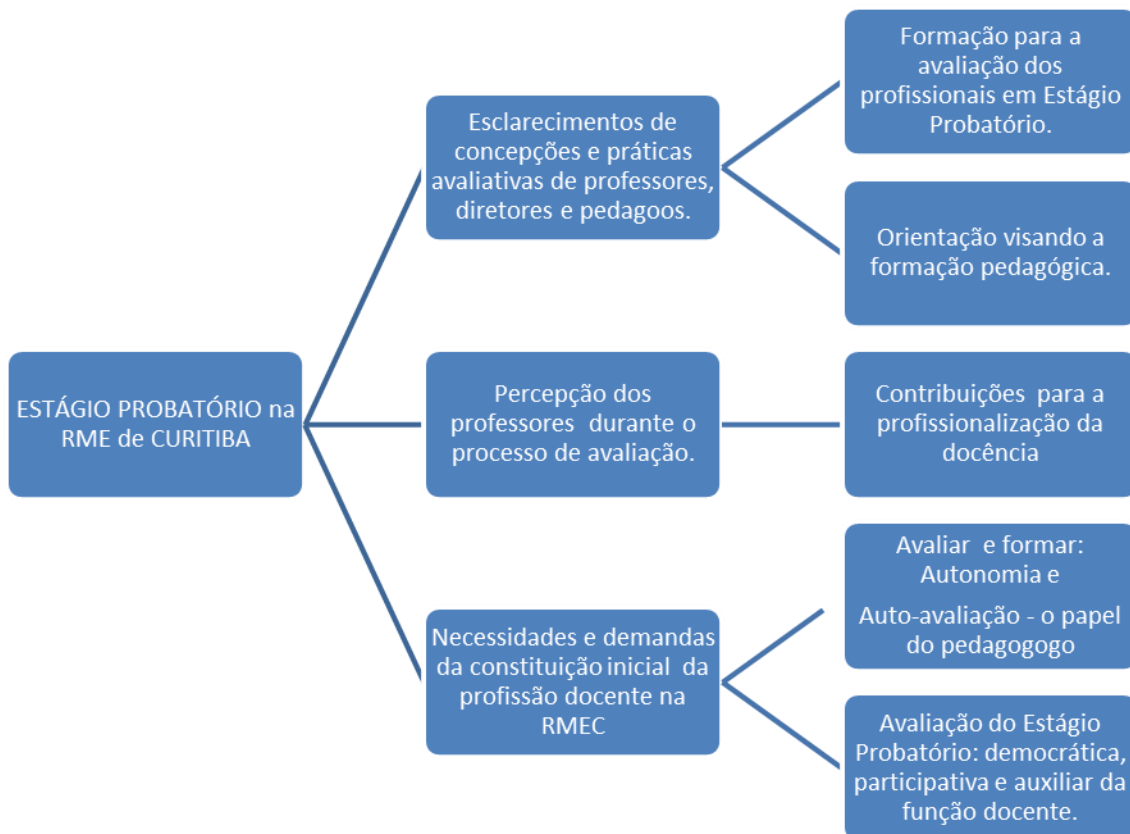 ESTÁGIO PROBATÓRIO na
RME de CURITIBA
Esclarecimentos de
concepções e práticas
avaliativas de professores,
diretores e pedagoos.
Formação para a
avaliação dos
profissionais em Estágio
Probatório.
Orientação visando a
formação pedagógica.
Percepção dos
professores durante o
processo de avaliação.
Contribuições para a
profissionalização da
docência
Necessidades e demandas
da constituição inicial da
profissão docente na
RMEC
Avaliar e formar:
Autonomia e
Auto-avaliação - o papel
do pedagogogo
Avaliação do Estágio
Probatório: democrática,
participativa e auxiliar da
função docente.